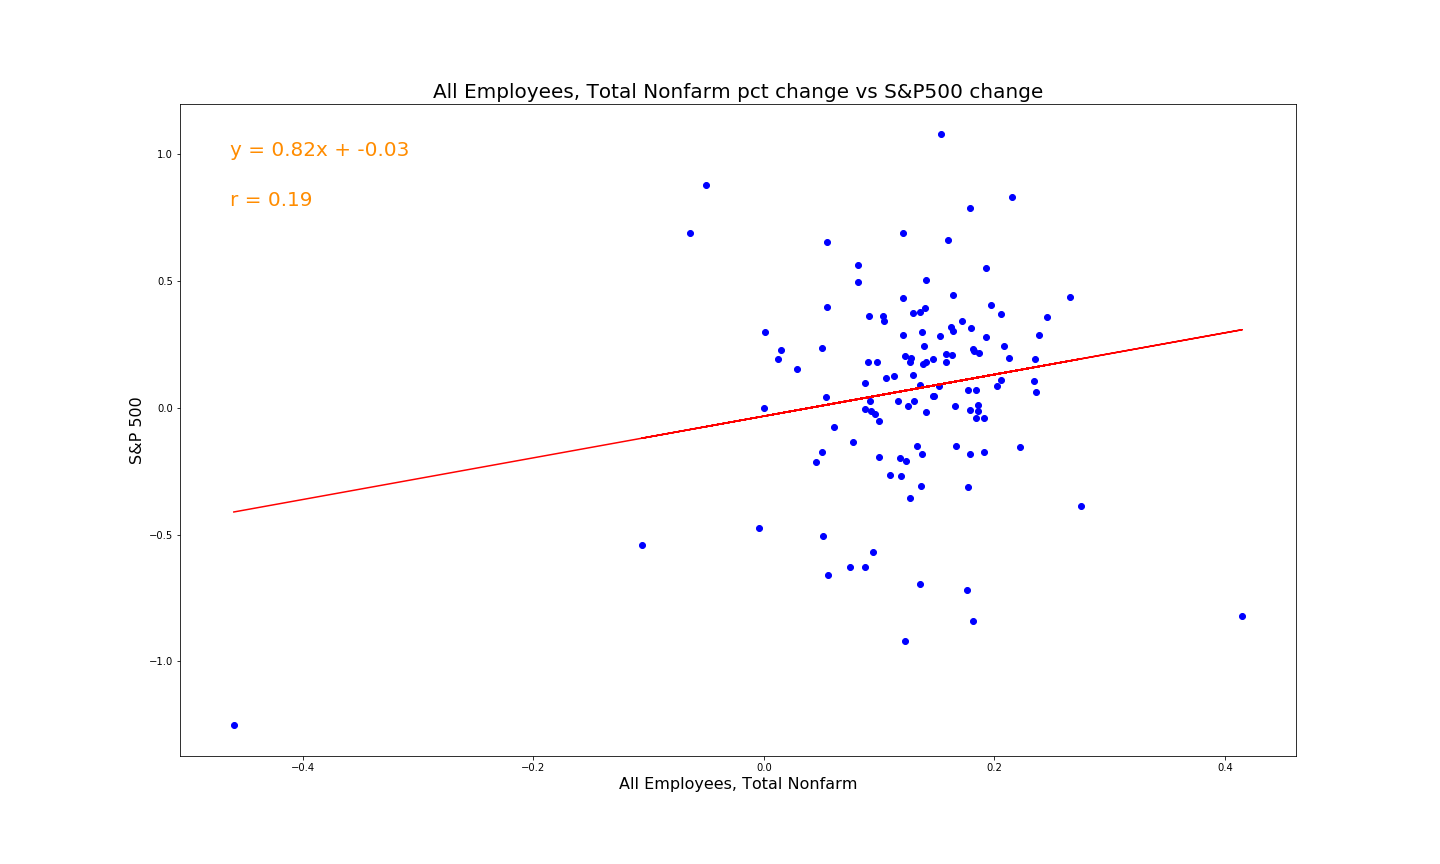 All Employees, Total Nonfarm pct change vs S&P500 change
y = 0.82x + -0.03
r = 0.19
1.0
0.5
0.0
−0.5
−1.0
S&P 500
−0.4
−0.2
0.0
0.2
0.4
All Employees, Total Nonfarm